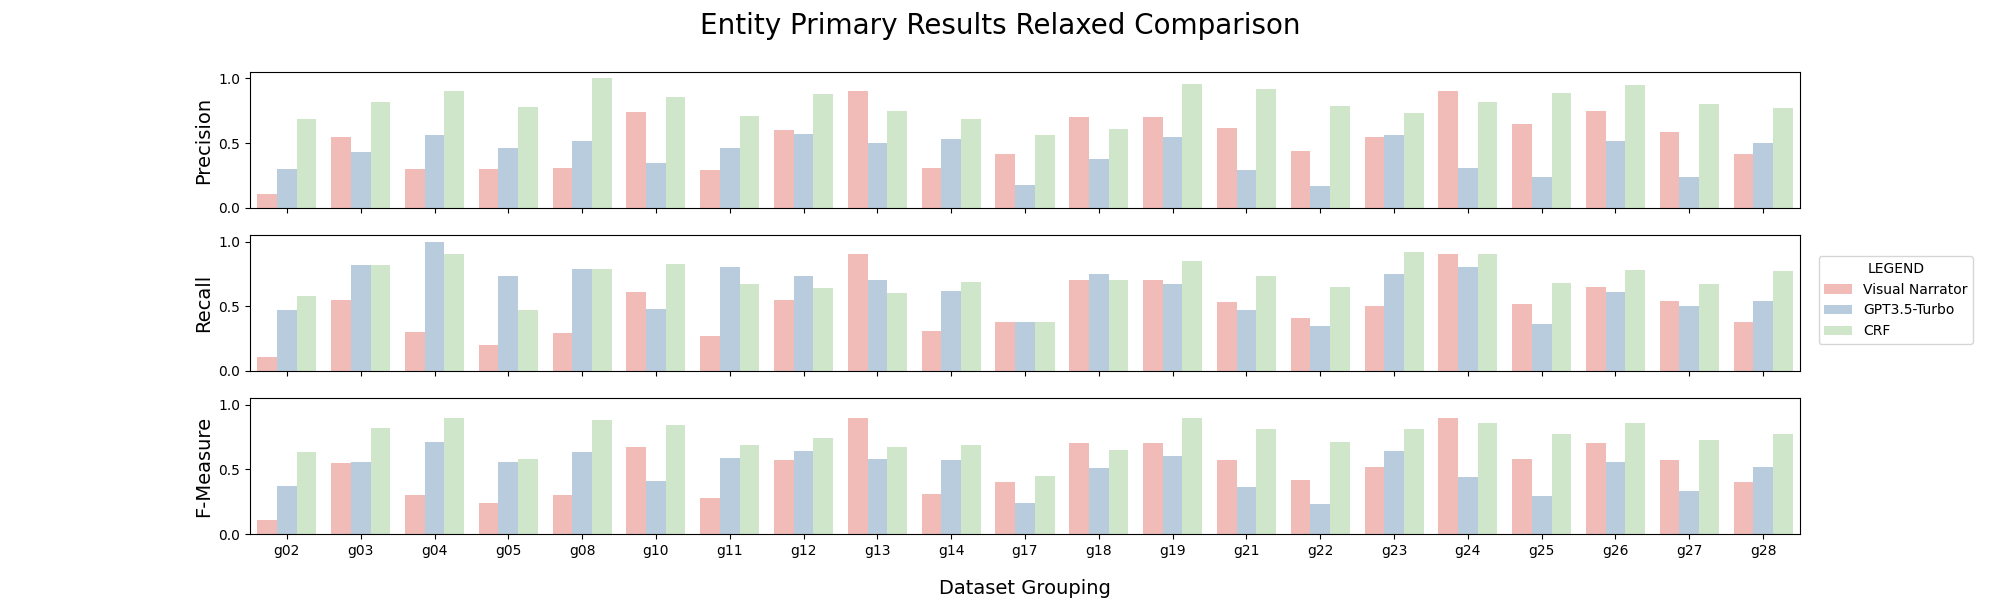 Entity Primary Results Relaxed Comparison
Precision
1.0
0.5
0.0
Recall
1.0
0.5
0.0
LEGEND
Visual Narrator
GPT3.5-Turbo
CRF
F-Measure
1.0
0.5
0.0
g02 g03 g04 g05 g08 g10 g11 g12 g13 g14 g17 g18 g19 g21 g22 g23 g24 g25 g26 g27 g28
Dataset Grouping